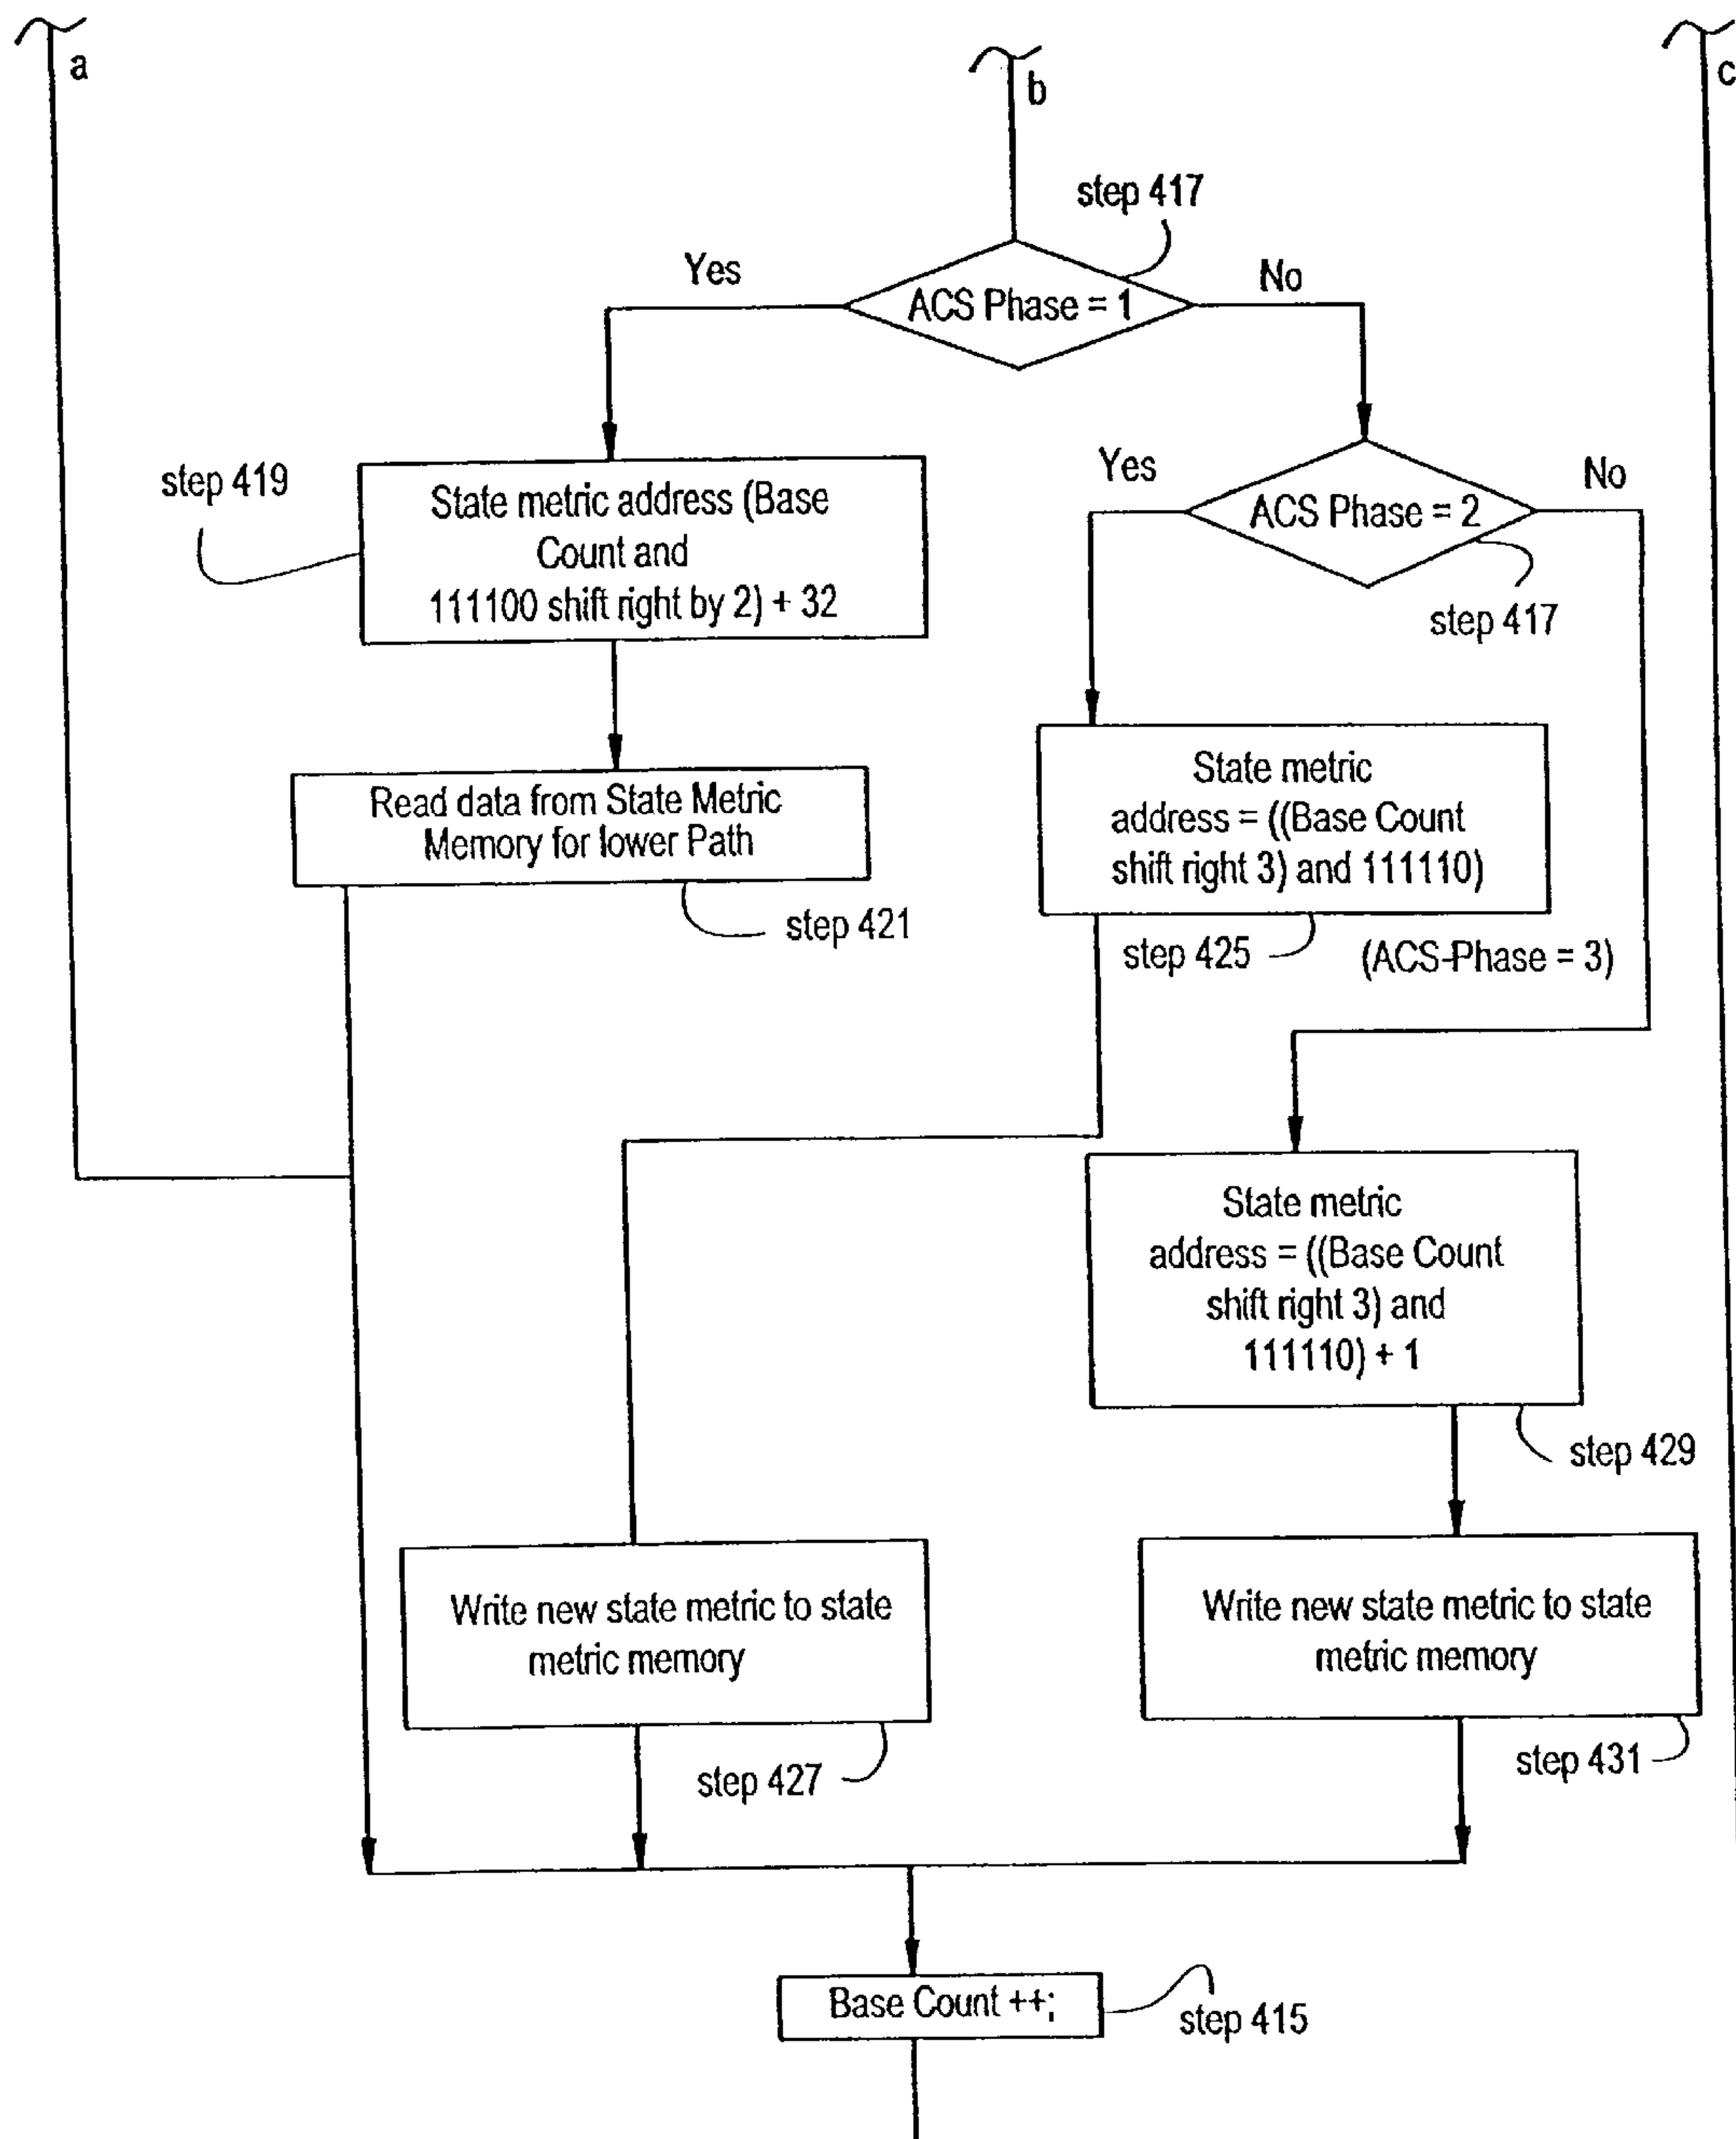 a
b
c
step 417
Yes
No
ACS Phase = 1
step 419
State metric address (Base
Count and
111100 shift right by 2) + 32
Yes
No
ACS Phase = 2
step 417
Read data from State Metric
Memory for lower Path
step 421
State metric
address = ((Base Count
shift right 3) and 111110)
step 425
(ACS-Phase = 3)
State metric
address = ((Base Count
shift right 3) and
111110) + 1
step 429
Write new state metric to state
metric memory
step 427
Write new state metric to state
metric memory
step 431
Base Count ++;
step 415